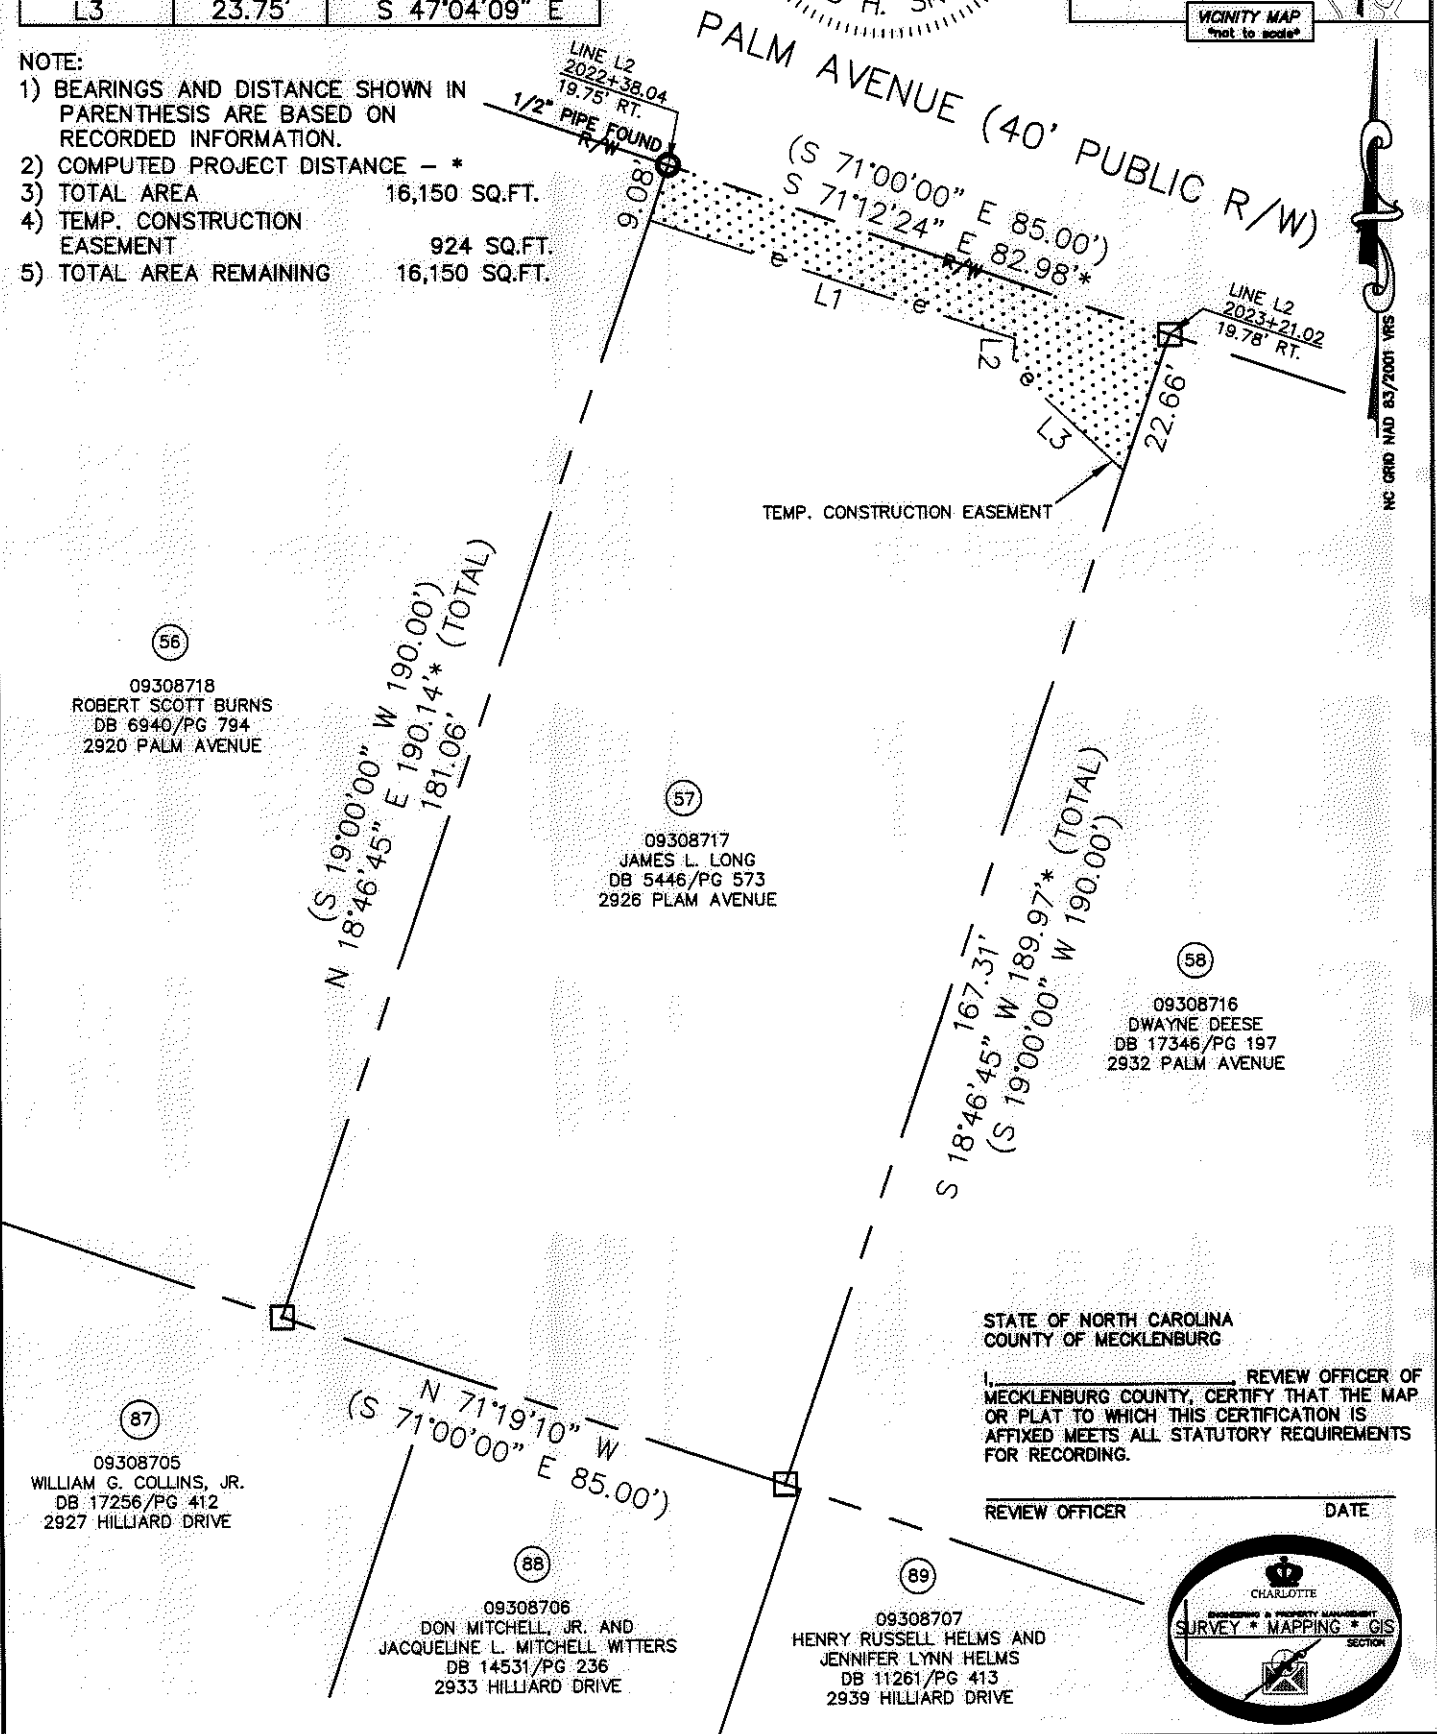 L3 23.75' S 47°04'09" E
VICINITY MAP
*not to scale*
NOTE:
1) BEARINGS AND DISTANCE SHOWN IN
PARENTHESIS ARE BASED ON
RECORDED INFORMATION.
2) COMPUTED PROJECT DISTANCE – *
3) TOTAL AREA 16,150 SQ.FT.
4) TEMP. CONSTRUCTION
EASEMENT 924 SQ.FT.
5) TOTAL AREA REMAINING 16,150 SQ.FT.
LINE L2
2022+38.04
19.75' RT.
1/2" PIPE FOUND
R/W
PALM AVENUE (40' PUBLIC R/W)
(S 71°00'00" E 85.00')
S 71°12'24" E 82.98'*
R/W
9.08'
e
L1
e
L2
e
L3
LINE L2
2023+21.02
19.78' RT.
22.66'
NC GRID NAD 83/2001 VRS
TEMP. CONSTRUCTION EASEMENT
(S 19°00'00" W 190.00')
N 18°46'45" E 190.14'* (TOTAL)
181.06'
56
09308718
ROBERT SCOTT BURNS
DB 6940/PG 794
2920 PALM AVENUE
57
09308717
JAMES L. LONG
DB 5446/PG 573
2926 PLAM AVENUE
167.31'
S 18°46'45" W 189.97'* (TOTAL)
(S 19°00'00" W 190.00')
58
09308716
DWAYNE DEESE
DB 17346/PG 197
2932 PALM AVENUE
N 71°19'10" W
(S 71°00'00" E 85.00')
87
09308705
WILLIAM G. COLLINS, JR.
DB 17256/PG 412
2927 HILLIARD DRIVE
88
09308706
DON MITCHELL, JR. AND
JACQUELINE L. MITCHELL WITTERS
DB 14531/PG 236
2933 HILLIARD DRIVE
89
09308707
HENRY RUSSELL HELMS AND
JENNIFER LYNN HELMS
DB 11261/PG 413
2939 HILLIARD DRIVE
STATE OF NORTH CAROLINA
COUNTY OF MECKLENBURG
I, REVIEW OFFICER OF
MECKLENBURG COUNTY, CERTIFY THAT THE MAP
OR PLAT TO WHICH THIS CERTIFICATION IS
AFFIXED MEETS ALL STATUTORY REQUIREMENTS
FOR RECORDING.
REVIEW OFFICER DATE
CHARLOTTE
ENGINEERING & PROPERTY MANAGEMENT
SURVEY * MAPPING * GIS
SECTION